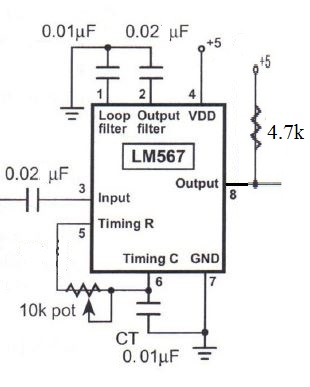 0.01µF 0.02 µF
+5
+5
1 2 4
Loop filter
Output filter
VDD
4.7k
LM567
0.02 µF
Output
8
3 Input
5 Timing R
Timing C GND
6 7
10k pot
CT
0.01µF